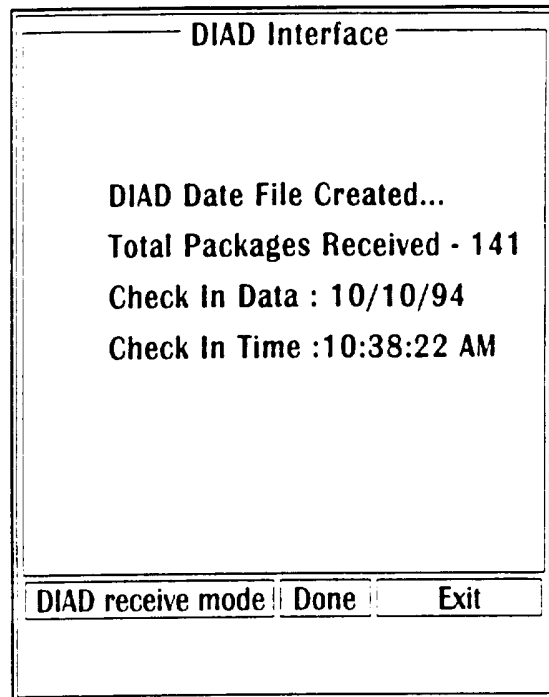 DIAD Interface
DIAD Date File Created...
Total Packages Received - 141
Check In Data : 10/10/94
Check In Time :10:38:22 AM
DIAD receive mode Done Exit